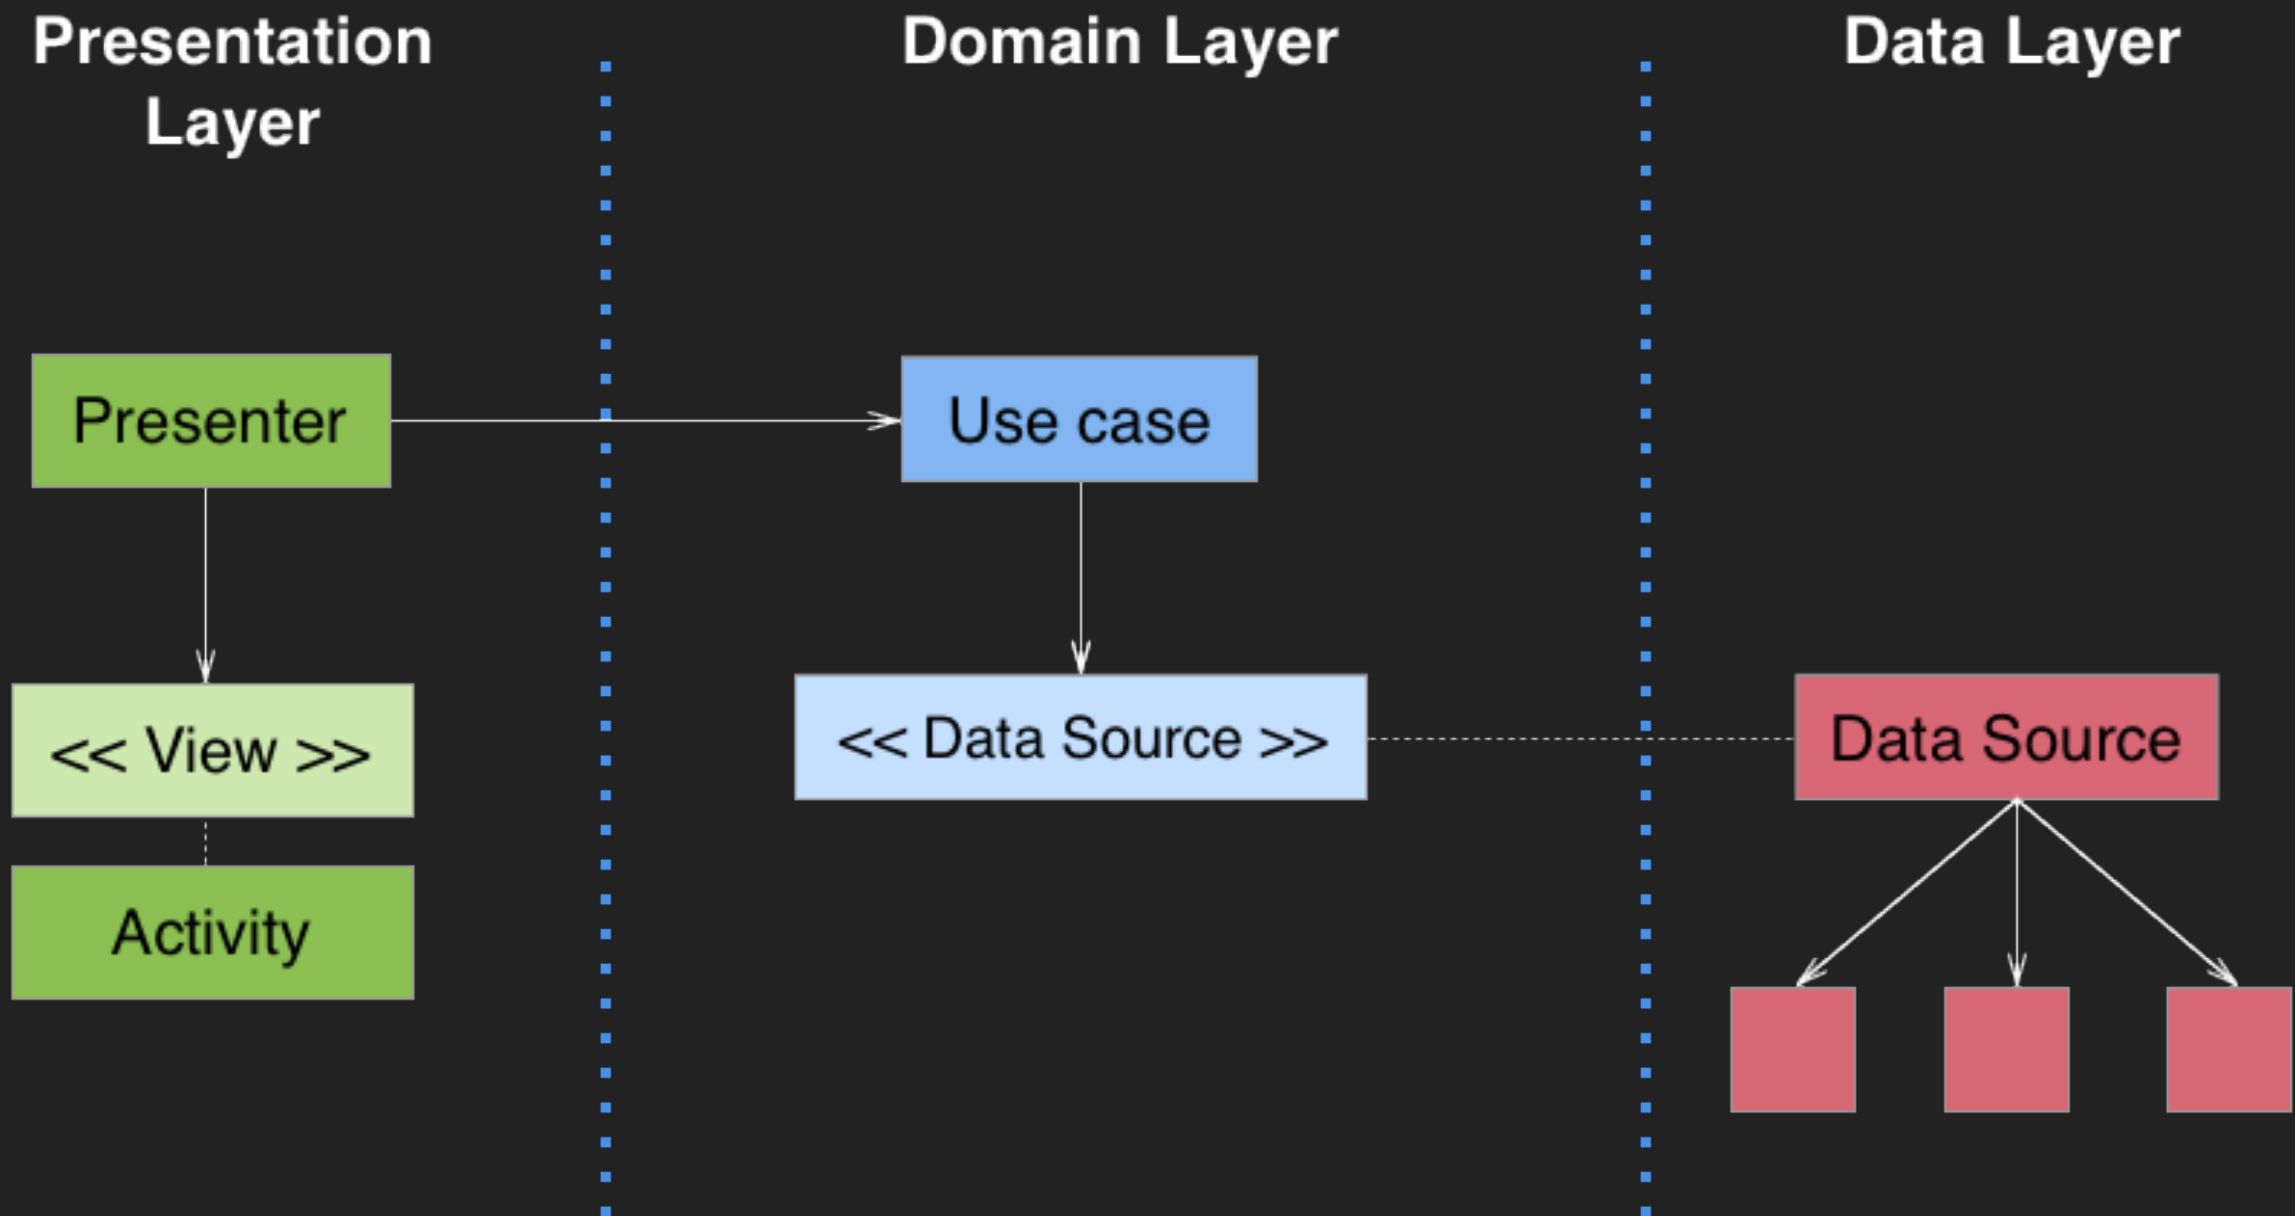 Presentation
Layer
Domain Layer
Data Layer
Presenter
Use case
<< View >>
<< Data Source >>
Data Source
Activity